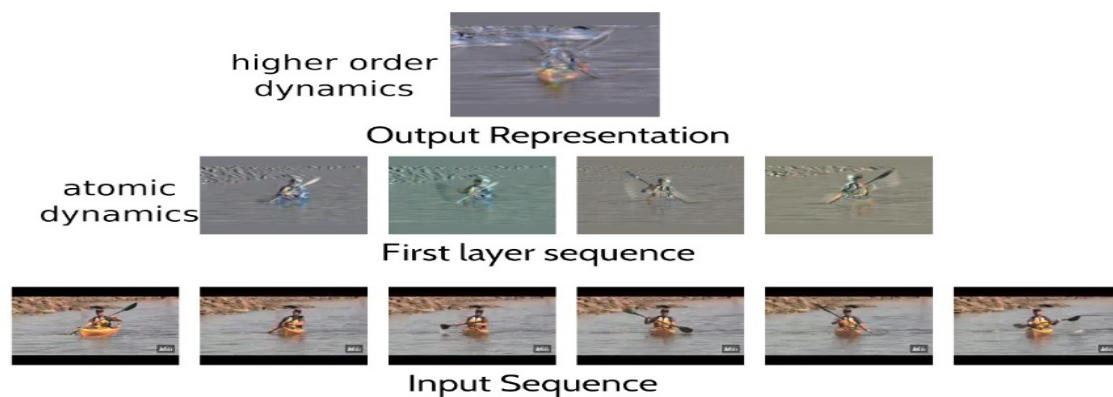 higher order
dynamics
Output Representation
atomic
dynamics
First layer sequence
Input Sequence